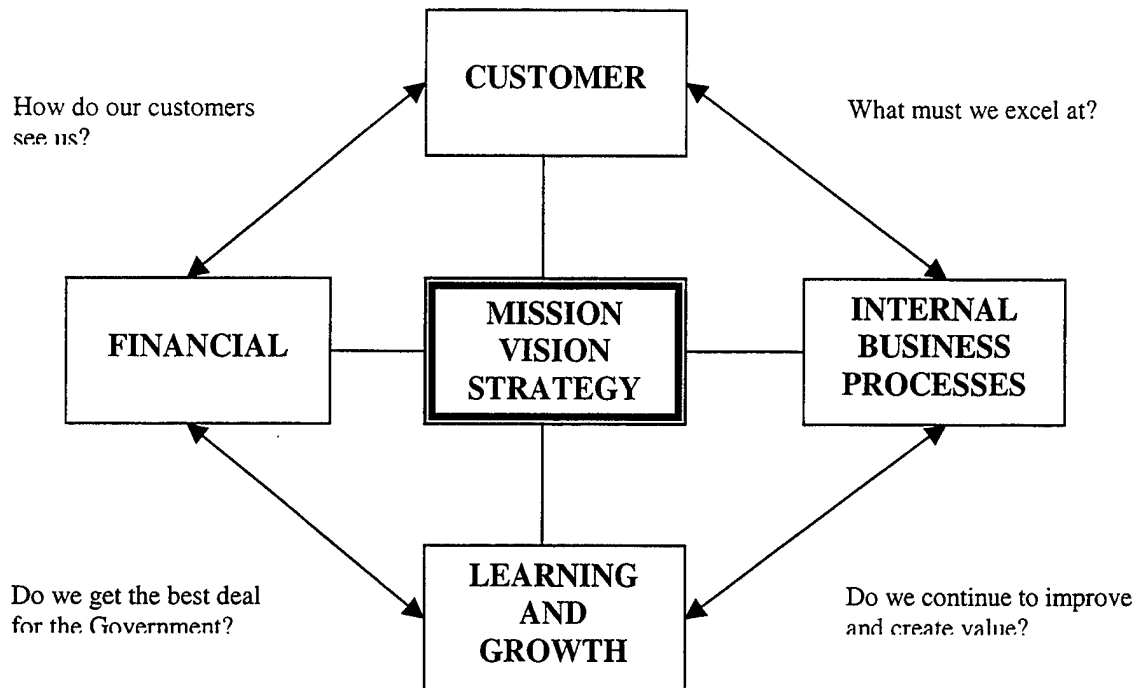 CUSTOMER
How do our customers
see us?
What must we excel at?
FINANCIAL
MISSION
VISION
STRATEGY
INTERNAL
BUSINESS
PROCESSES
LEARNING
AND
GROWTH
Do we get the best deal
for the Government?
Do we continue to improve
and create value?